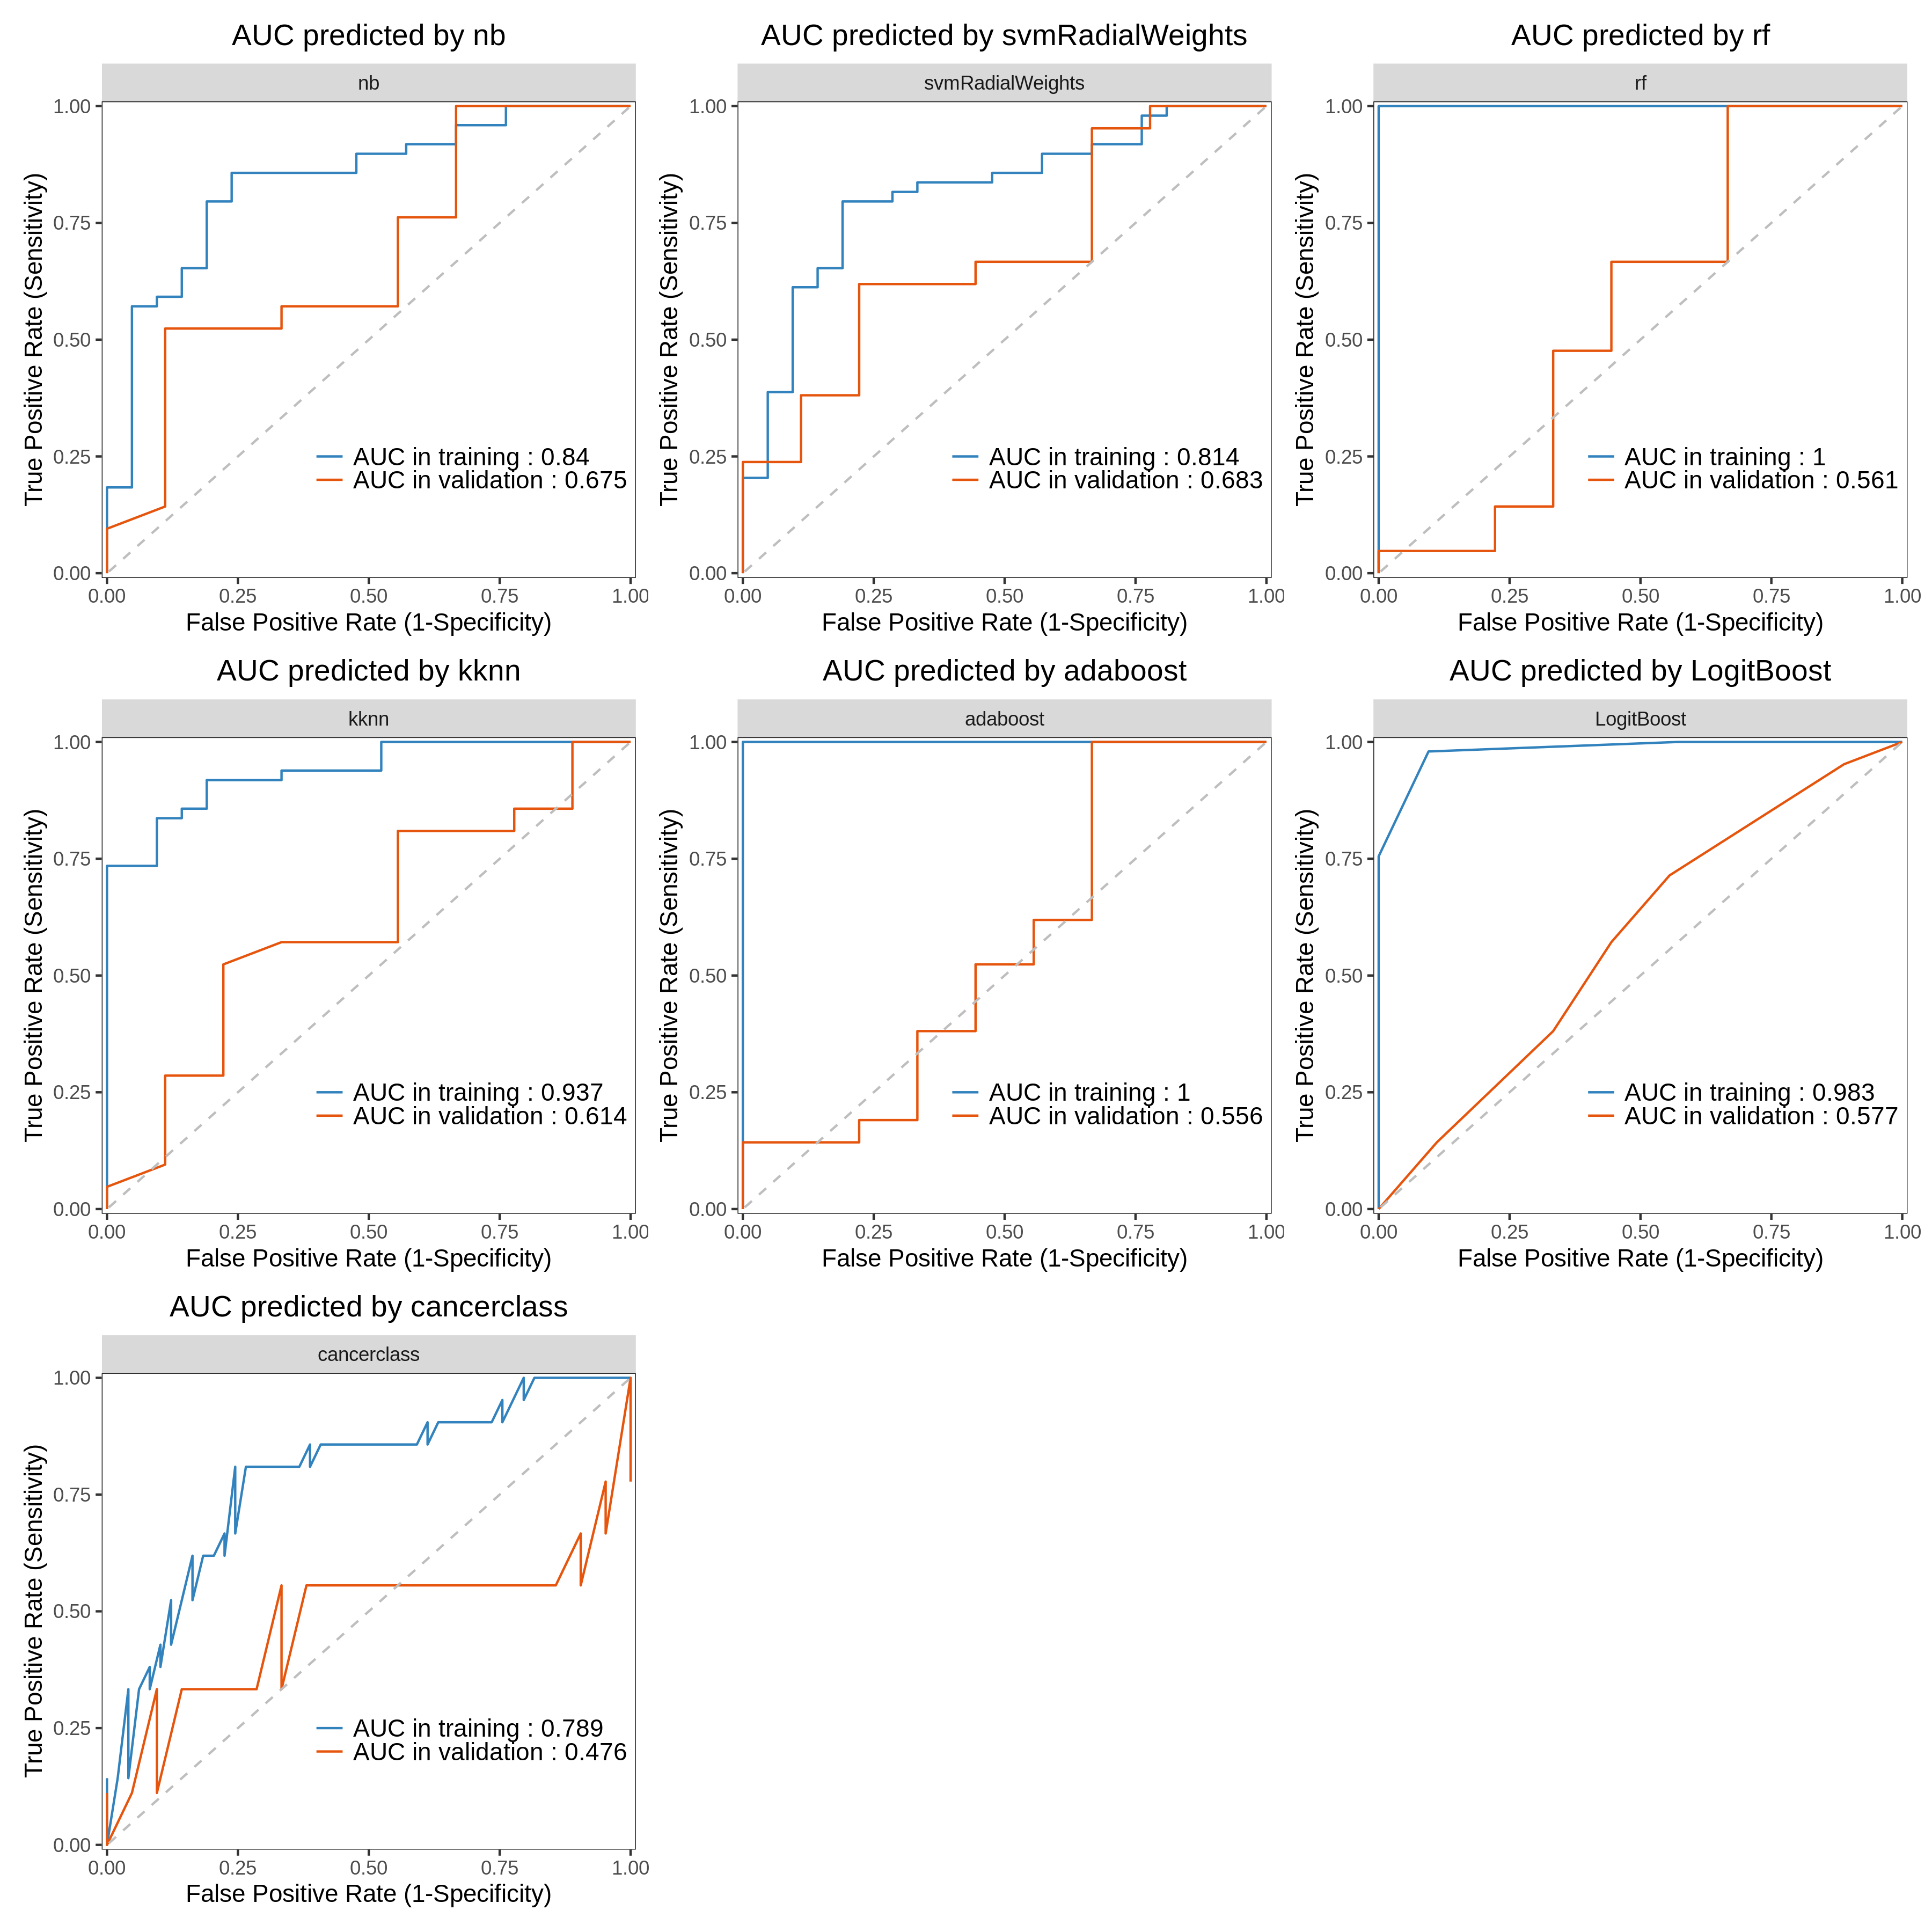 AUC predicted by nb
nb
True Positive Rate (Sensitivity)
1.00
0.75
0.50
0.25
0.00
AUC in training : 0.84
AUC in validation : 0.675
0.00 0.25 0.50 0.75 1.00
False Positive Rate (1-Specificity)
AUC predicted by svmRadialWeights
svmRadialWeights
True Positive Rate (Sensitivity)
1.00
0.75
0.50
0.25
0.00
AUC in training : 0.814
AUC in validation : 0.683
0.00 0.25 0.50 0.75 1.00
False Positive Rate (1-Specificity)
AUC predicted by rf
rf
True Positive Rate (Sensitivity)
1.00
0.75
0.50
0.25
0.00
AUC in training : 1
AUC in validation : 0.561
0.00 0.25 0.50 0.75 1.00
False Positive Rate (1-Specificity)
AUC predicted by kknn
kknn
True Positive Rate (Sensitivity)
1.00
0.75
0.50
0.25
0.00
AUC in training : 0.937
AUC in validation : 0.614
0.00 0.25 0.50 0.75 1.00
False Positive Rate (1-Specificity)
AUC predicted by adaboost
adaboost
True Positive Rate (Sensitivity)
1.00
0.75
0.50
0.25
0.00
AUC in training : 1
AUC in validation : 0.556
0.00 0.25 0.50 0.75 1.00
False Positive Rate (1-Specificity)
AUC predicted by LogitBoost
LogitBoost
True Positive Rate (Sensitivity)
1.00
0.75
0.50
0.25
0.00
AUC in training : 0.983
AUC in validation : 0.577
0.00 0.25 0.50 0.75 1.00
False Positive Rate (1-Specificity)
AUC predicted by cancerclass
cancerclass
True Positive Rate (Sensitivity)
1.00
0.75
0.50
0.25
0.00
AUC in training : 0.789
AUC in validation : 0.476
0.00 0.25 0.50 0.75 1.00
False Positive Rate (1-Specificity)